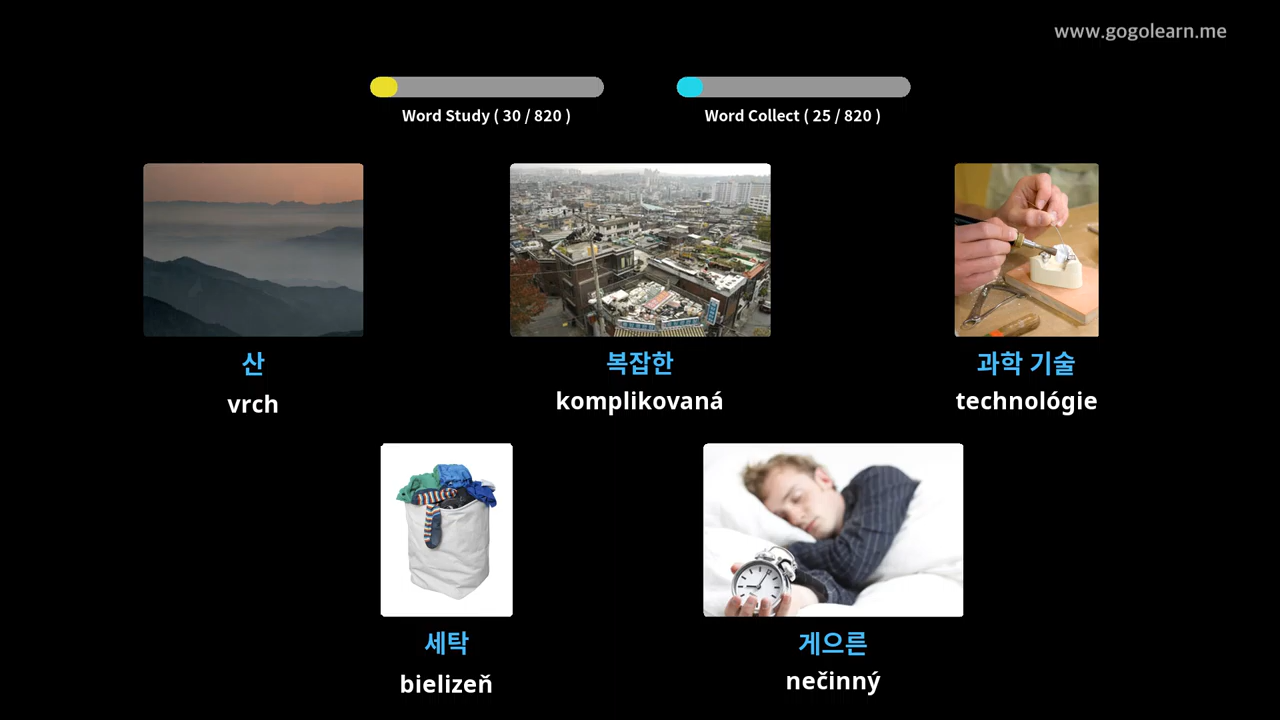 www.gogolearn.me
Word Study ( 30 / 820 )
Word Collect ( 25 / 820 )
산
vrch
복잡한
komplikovaná
과학 기술
technológie
세탁
bielizeň
게으른
nečinný